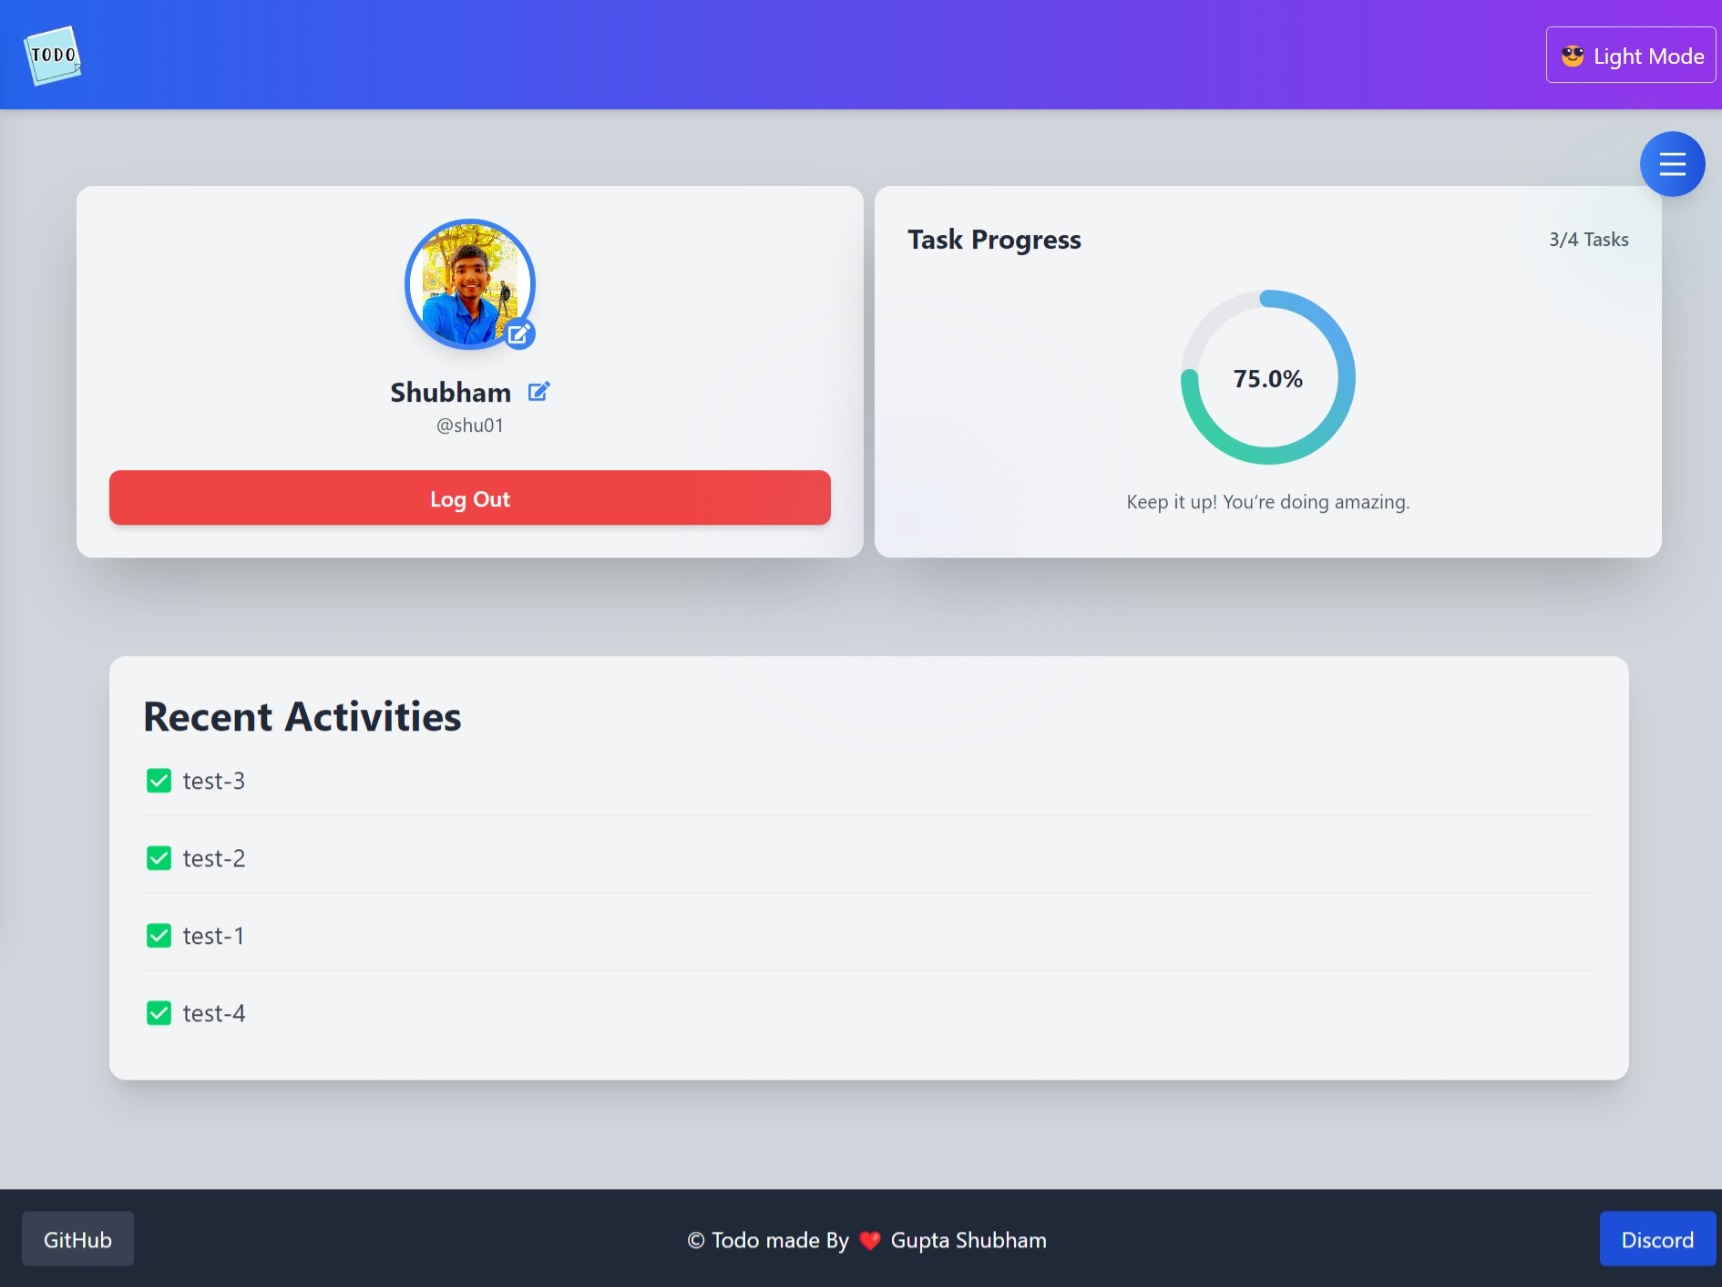 TODO
😎 Light Mode
Shubham
@shu01
Log Out
Task Progress
3/4 Tasks
75.0%
Keep it up! You’re doing amazing.
Recent Activities
✅ test-3
✅ test-2
✅ test-1
✅ test-4
GitHub
© Todo made By ❤️ Gupta Shubham
Discord